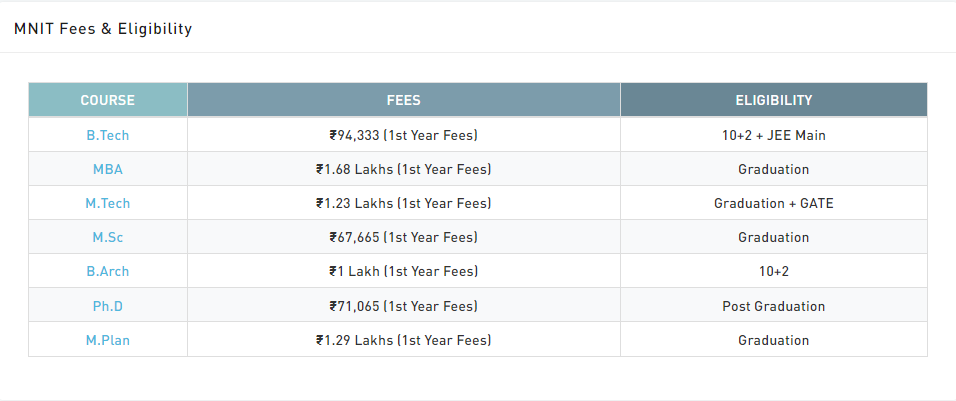 MNIT Fees & Eligibility
COURSE FEES ELIGIBILITY
B.Tech ₹94,333 (1st Year Fees) 10+2 + JEE Main
MBA ₹1.68 Lakhs (1st Year Fees) Graduation
M.Tech ₹1.23 Lakhs (1st Year Fees) Graduation + GATE
M.Sc ₹67,665 (1st Year Fees) Graduation
B.Arch ₹1 Lakh (1st Year Fees) 10+2
Ph.D ₹71,065 (1st Year Fees) Post Graduation
M.Plan ₹1.29 Lakhs (1st Year Fees) Graduation